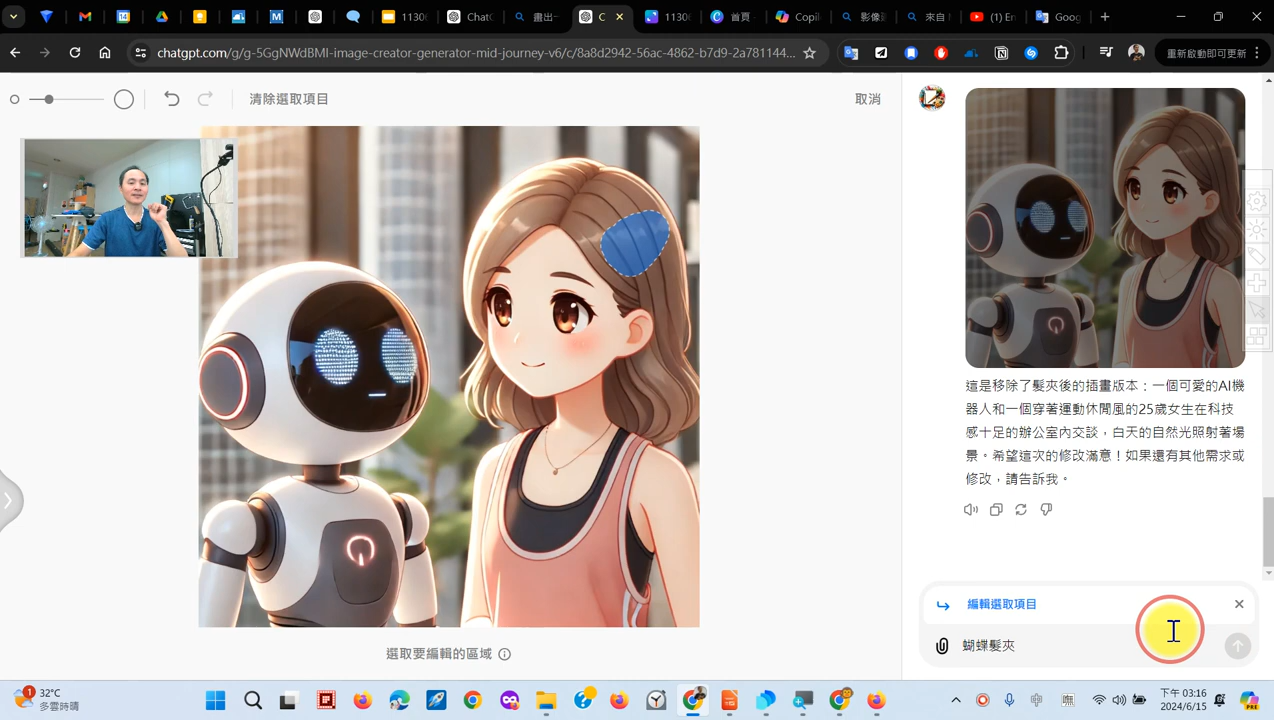 1130
ChatC
畫出一
C
1130
首頁
Copil
影像
來自
(1) En
Goog
chatgpt.com/g/g-5GgNWdBMI-image-creator-generator-mid-journey-v6/c/8a8d2942-56ac-4862-b7d9-2a781144...
重新啟動即可更新
清除選取項目
取消
這是移除了髮夾後的插畫版本：一個可愛的AI機
器人和一個穿著運動休閒風的25歲女生在科技
感十足的辦公室內交談，白天的自然光照射著場
景。希望這次的修改滿意！如果還有其他需求或
修改，請告訴我。
編輯選取項目
蝴蝶髮夾
選取要編輯的區域
1
32°C
多雲時晴
中
下午 03:16
2024/6/15